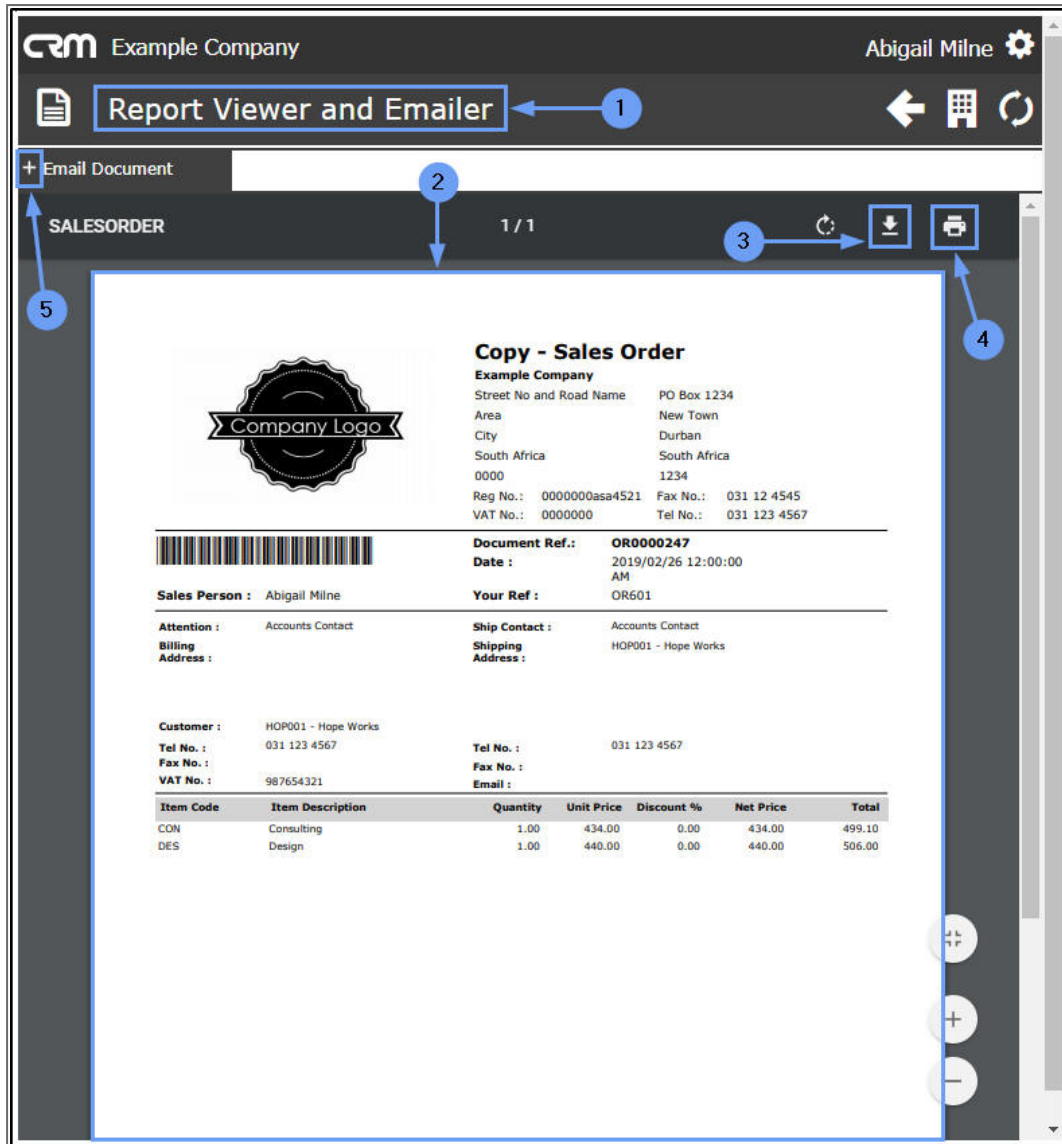 CRM Example Company Abigail Milne
Report Viewer and Emailer 1
+ Email Document
2
SALESORDER 1 / 1
3
5
4
Copy - Sales Order
Example Company
Street No and Road Name PO Box 1234
Area New Town
City Durban
South Africa South Africa
0000 1234
Company Logo
Reg No.: 0000000asa4521 Fax No.: 031 12 4545
VAT No.: 0000000 Tel No.: 031 123 4567
Document Ref.: OR0000247
Date : 2019/02/26 12:00:00
AM
Sales Person : Abigail Milne Your Ref : OR601
Attention : Accounts Contact Ship Contact : Accounts Contact
Billing Address : Shipping Address : HOP001 - Hope Works
Customer : HOP001 - Hope Works
Tel No. : 031 123 4567 Tel No. : 031 123 4567
Fax No. : Fax No. :
VAT No. : 987654321 Email :
Item Code Item Description Quantity Unit Price Discount % Net Price Total
CON Consulting 1.00 434.00 0.00 434.00 499.10
DES Design 1.00 440.00 0.00 440.00 506.00